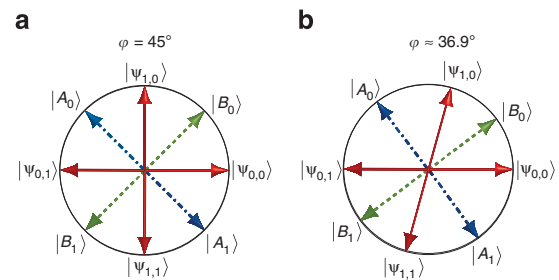 a
φ = 45°
|ψ1,0⟩
|A0⟩
|B0⟩
|ψ0,1⟩
|ψ0,0⟩
|B1⟩
|A1⟩
|ψ1,1⟩
b
φ ≈ 36.9°
|ψ1,0⟩
|A0⟩
|B0⟩
|ψ0,1⟩
|ψ0,0⟩
|B1⟩
|A1⟩
|ψ1,1⟩